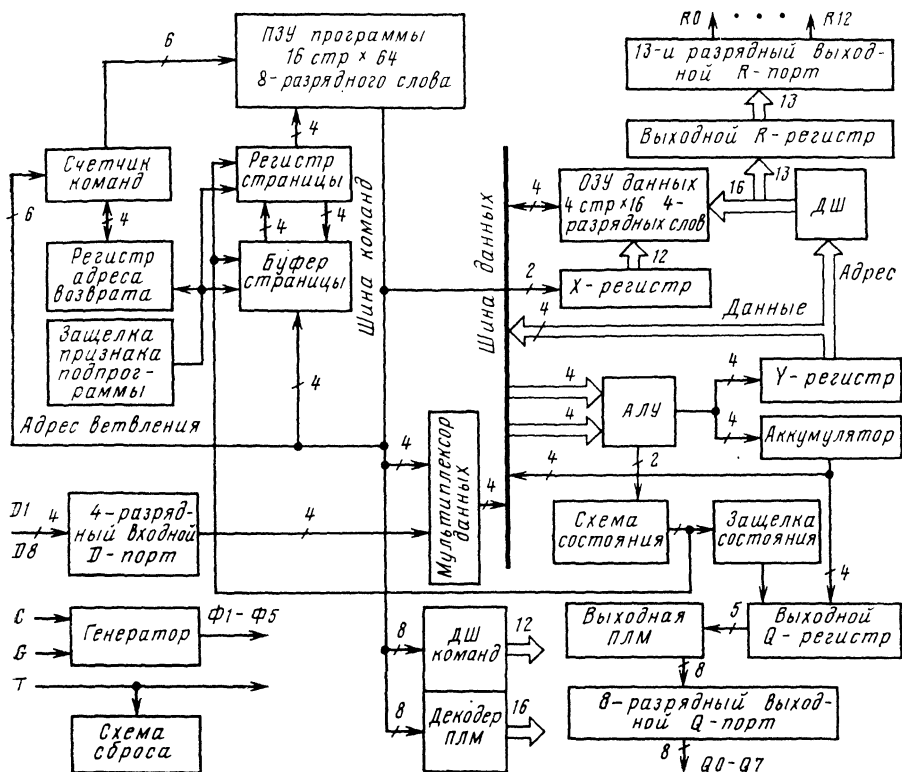 R0 . . . R12
6
ПЗУ программы
16 стр × 64
8-разрядного слова
13-и разрядный выход-
ной R-порт
13
Выходной R-регистр
4
Счетчик
команд
Регистр
страницы
6
4
4
4
Регистр
адреса
возврата
Буфер
страницы
Защелка
признака
подпрог-
раммы
4
Адрес ветвления
Шина команд
Шина данных
4
ОЗУ данных
4 стр×16 4-
разрядных слов
16
13
ДШ
12
2
X-регистр
Адрес
Данные
4
4
4
АЛУ
4
Y-регистр
4
Аккумулятор
2
4
4
Мультиплексор
данных
4
D1
D8
4
4-разряд-
ный входной
D-порт
4
Схема
состояния
Защелка
состояния
4
C
G
Генератор
Ф1-Ф5
T
Схема
сброса
8
ДШ
команд
12
8
Декодер
ПЛМ
16
Выходная
ПЛМ
5
Выходной
Q-регистр
8
8-разрядный выход-
ной Q-порт
8
Q0-Q7